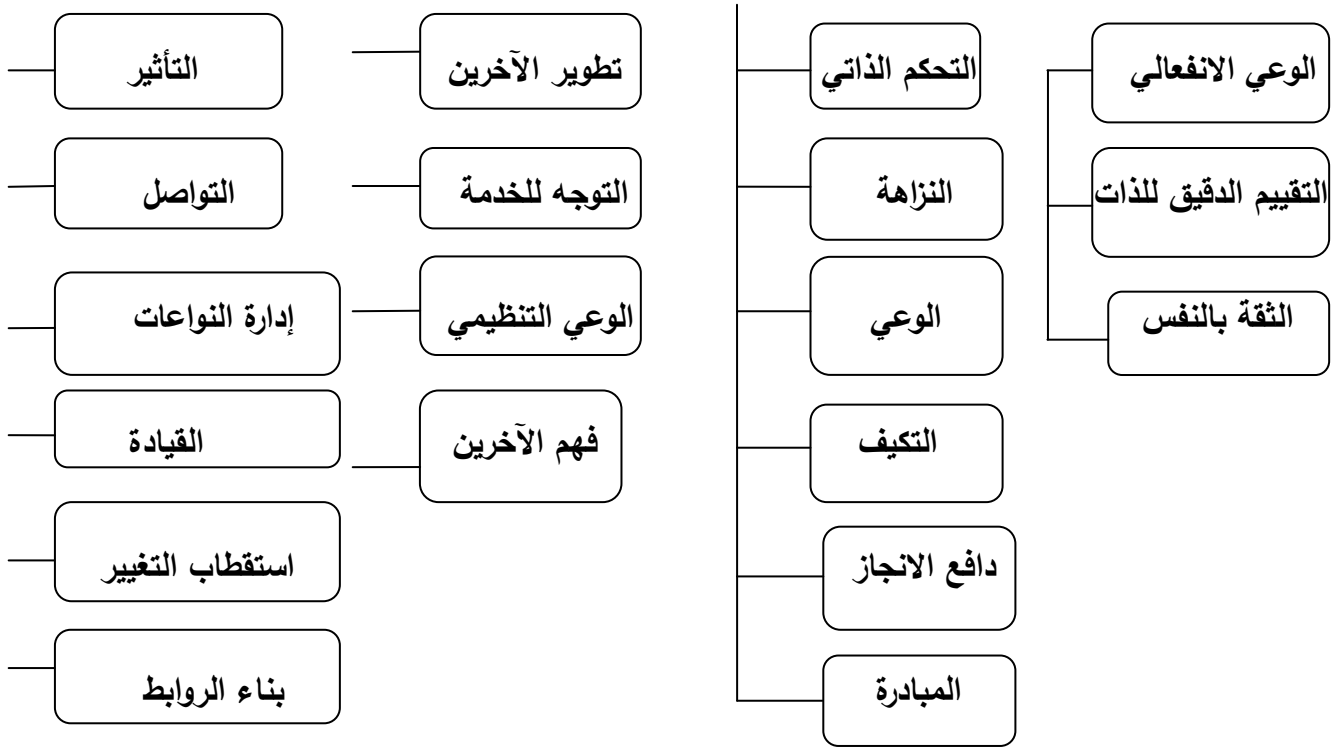 الوعي الانفعالي
التقييم الدقيق للذات
الثقة بالنفس
التحكم الذاتي
النزاهة
الوعي
التكيف
دافع الانجاز
المبادرة
تطوير الآخرين
التوجه للخدمة
الوعي التنظيمي
فهم الآخرين
التأثير
التواصل
إدارة النواعات
القيادة
استقطاب التغيير
بناء الروابط